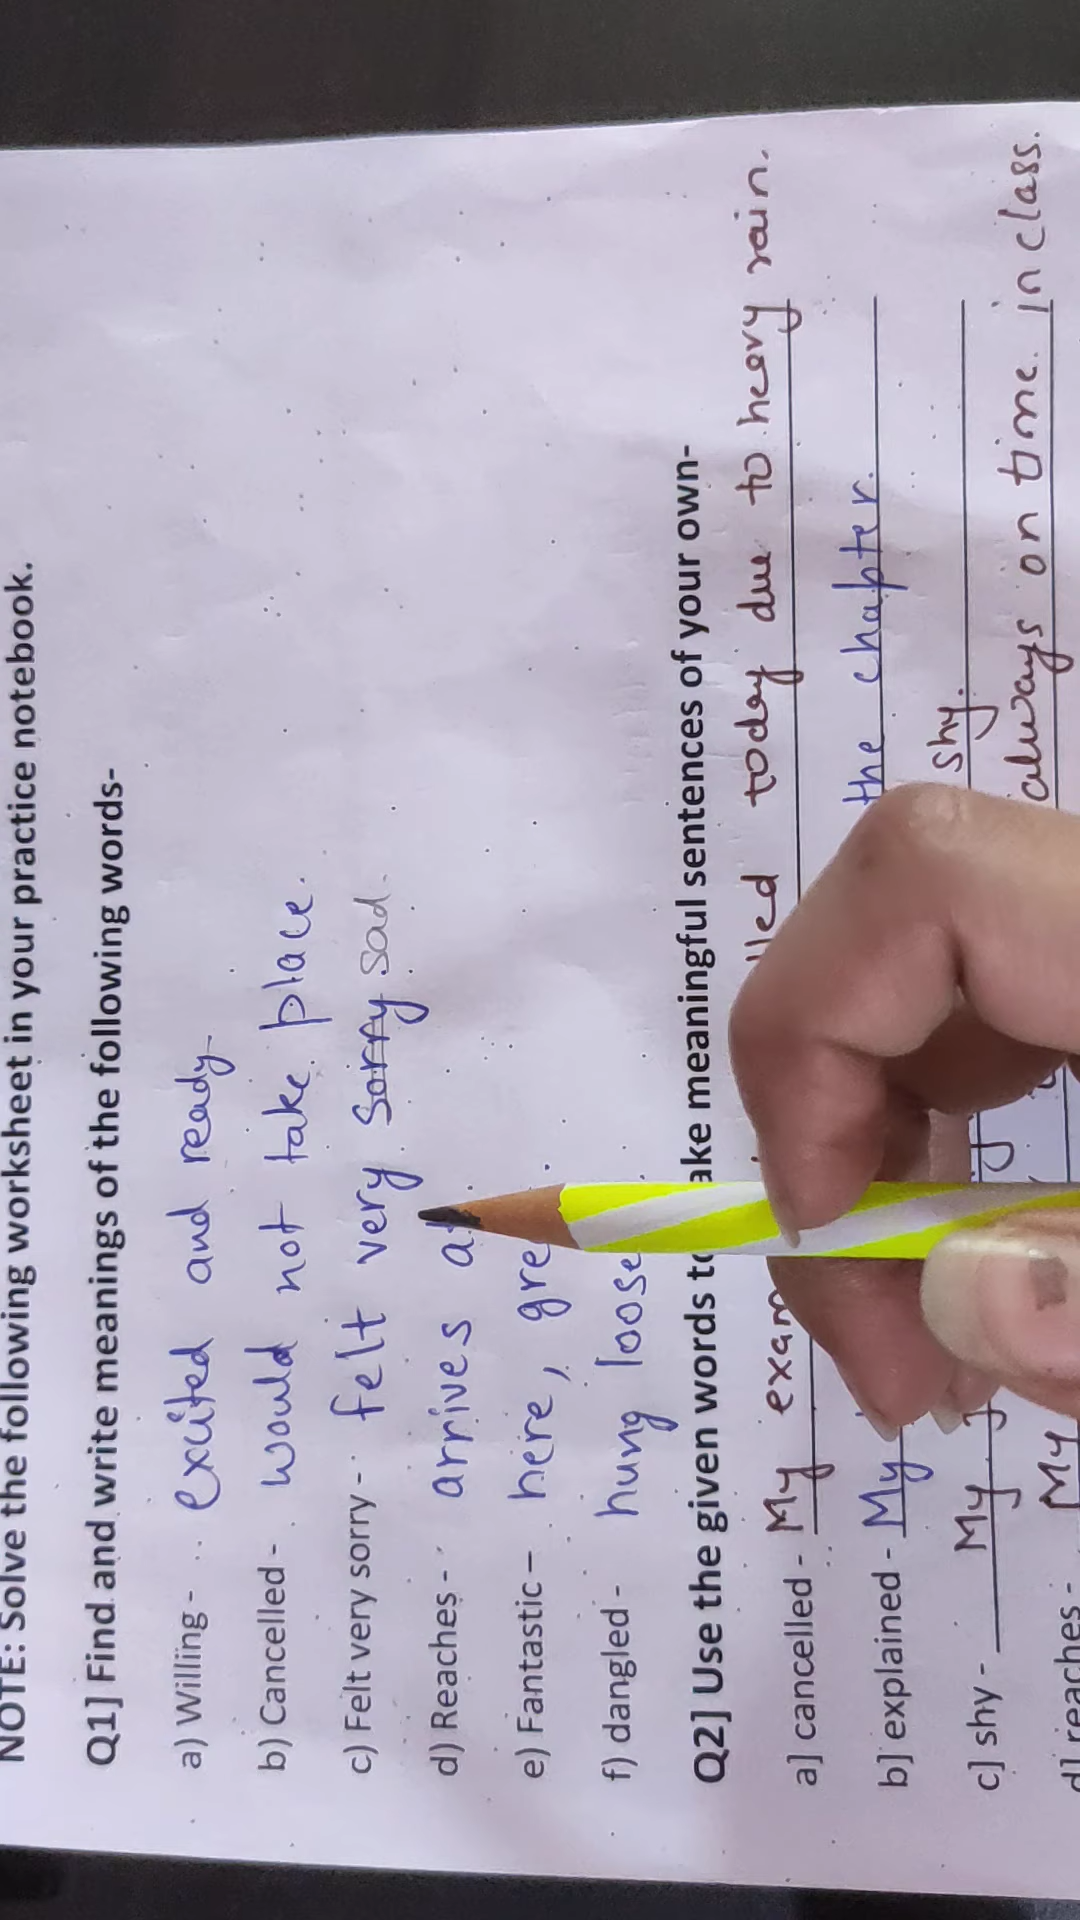 NOTE: Solve the following worksheet in your practice notebook.
Q1] Find and write meanings of the following words-
a) Willing - excited and ready
b) Cancelled - would not take place.
c) Felt very sorry - felt very sorry sad.
d) Reaches - arrives at
e) Fantastic – here,
f) dangled - hung loose
Q2] Use the given words to make meaningful sentences of your own-
a] cancelled - My exam today due to heavy rain.
b] explained - My the chapter.
c] shy - My shy.
d] reaches - My always on time in class.